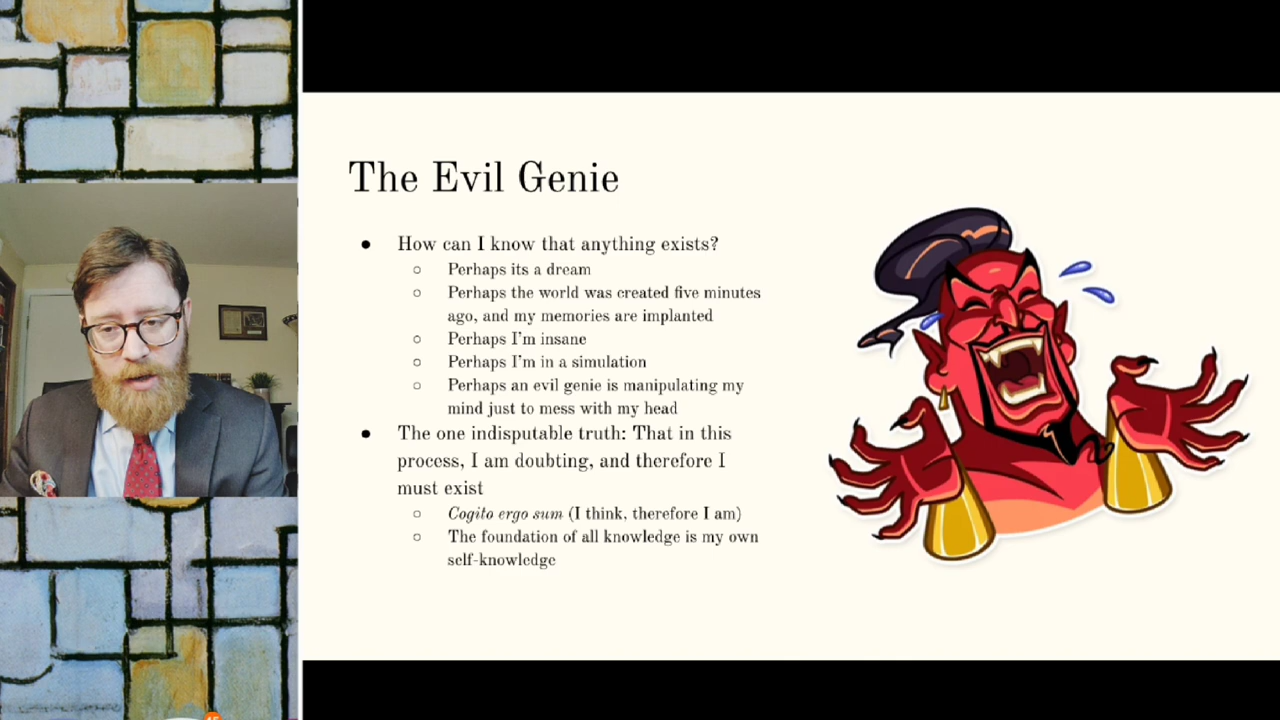 The Evil Genie
● How can I know that anything exists?
○ Perhaps its a dream
○ Perhaps the world was created five minutes
ago, and my memories are implanted
○ Perhaps I'm insane
○ Perhaps I'm in a simulation
○ Perhaps an evil genie is manipulating my
mind just to mess with my head
● The one indisputable truth: That in this
process, I am doubting, and therefore I
must exist
○ Cogito ergo sum (I think, therefore I am)
○ The foundation of all knowledge is my own
self-knowledge